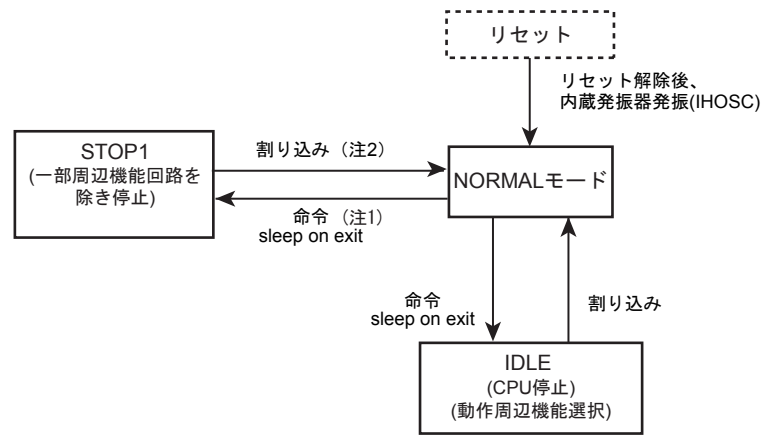 リセット
リセット解除後、
内蔵発振器発振(IHOSC)
STOP1
(一部周辺機能回路を
除き停止)
割り込み（注2）
NORMALモード
命令（注1）
sleep on exit
命令
sleep on exit
割り込み
IDLE
(CPU停止)
(動作周辺機能選択)